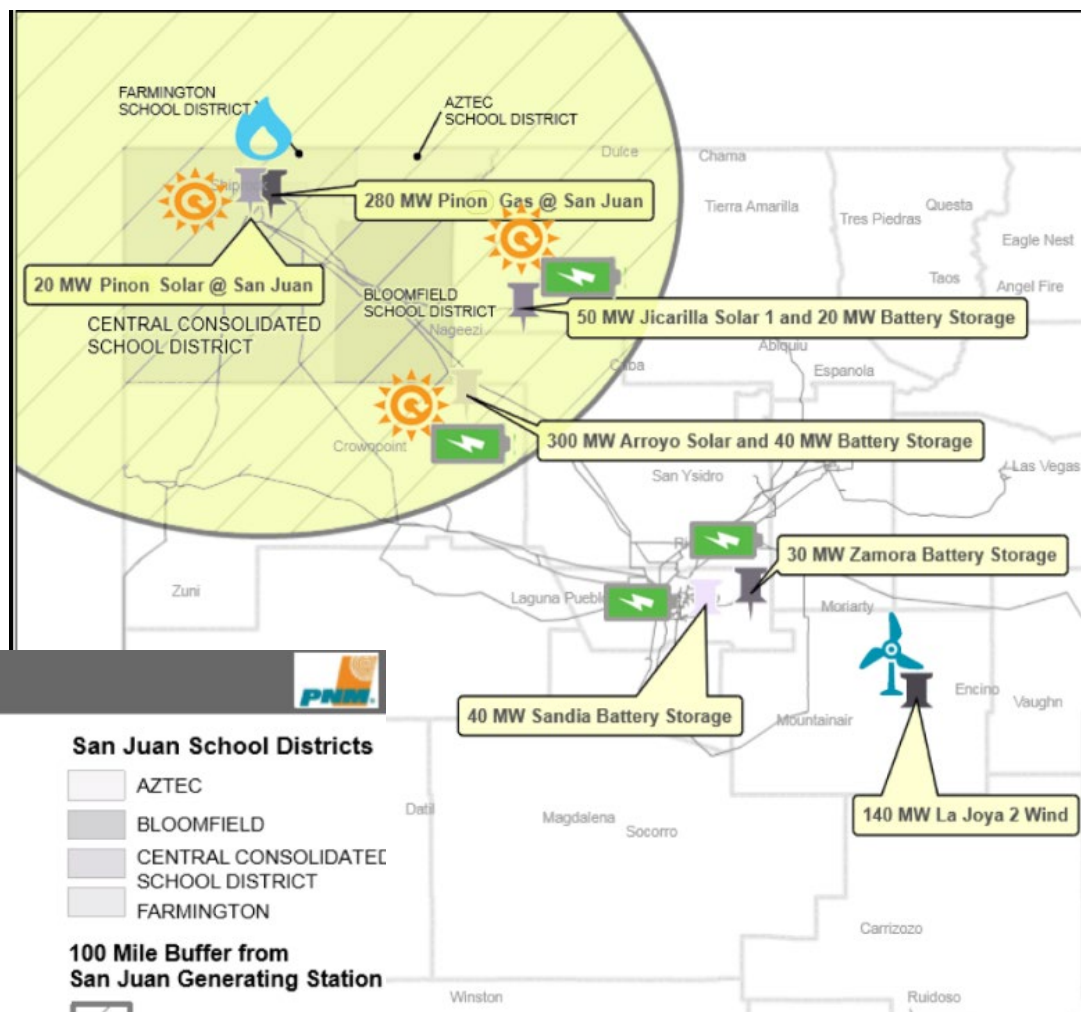 FARMINGTON
SCHOOL DISTRICT
AZTEC
SCHOOL DISTRICT
Dulce
Chama
280 MW Pinon Gas @ San Juan
Tierra Amarilla
Tres Piedras
Questa
Eagle Nest
Taos
Angel Fire
20 MW Pinon Solar @ San Juan
BLOOMFIELD
SCHOOL DISTRICT
Nageezi
50 MW Jicarilla Solar 1 and 20 MW Battery Storage
CENTRAL CONSOLIDATED
SCHOOL DISTRICT
Abiquiu
Espanola
Crownpoint
300 MW Arroyo Solar and 40 MW Battery Storage
San Ysidro
Las Vegas
30 MW Zamora Battery Storage
Zuni
Laguna Pueblo
Moriarty
40 MW Sandia Battery Storage
Mountainair
Encino
Vaughn
140 MW La Joya 2 Wind
Datil
Magdalena
Socorro
Carrizozo
Winston
Ruidoso
PNM
San Juan School Districts
AZTEC
BLOOMFIELD
CENTRAL CONSOLIDATED
SCHOOL DISTRICT
FARMINGTON
100 Mile Buffer from
San Juan Generating Station